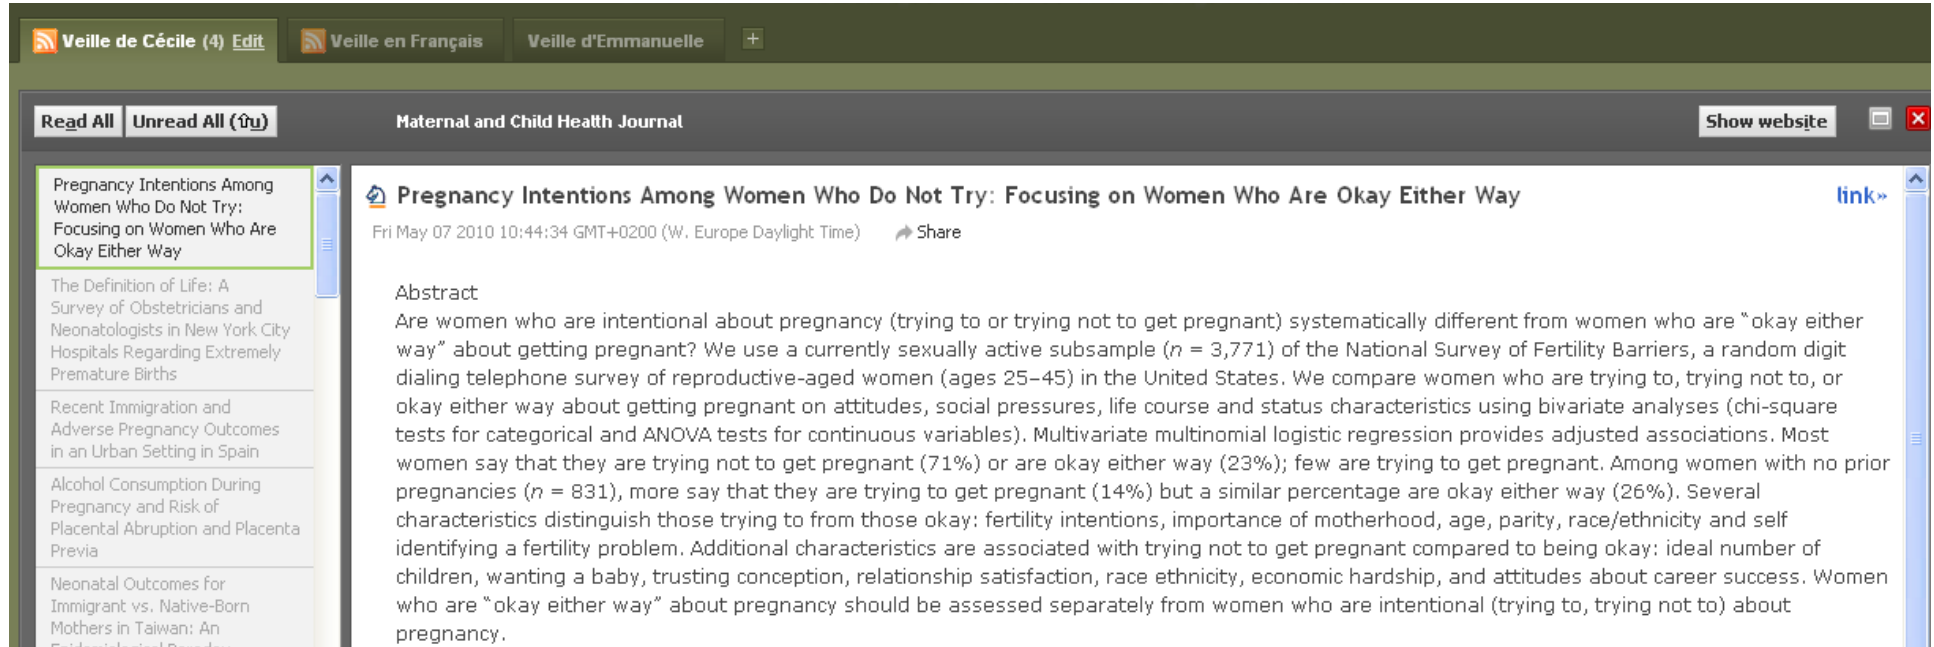 Veille de Cécile (4) Edit
Veille en Français
Veille d'Emmanuelle
+
Read All
Unread All (⇧u)
Maternal and Child Health Journal
Show website
Pregnancy Intentions Among
Women Who Do Not Try:
Focusing on Women Who Are
Okay Either Way
The Definition of Life: A
Survey of Obstetricians and
Neonatologists in New York City
Hospitals Regarding Extremely
Premature Births
Recent Immigration and
Adverse Pregnancy Outcomes
in an Urban Setting in Spain
Alcohol Consumption During
Pregnancy and Risk of
Placental Abruption and Placenta
Previa
Neonatal Outcomes for
Immigrant vs. Native-Born
Mothers in Taiwan: An
Pregnancy Intentions Among Women Who Do Not Try: Focusing on Women Who Are Okay Either Way
link»
Fri May 07 2010 10:44:34 GMT+0200 (W. Europe Daylight Time)
Share
Abstract
Are women who are intentional about pregnancy (trying to or trying not to get pregnant) systematically different from women who are “okay either
way” about getting pregnant? We use a currently sexually active subsample (n = 3,771) of the National Survey of Fertility Barriers, a random digit
dialing telephone survey of reproductive-aged women (ages 25–45) in the United States. We compare women who are trying to, trying not to, or
okay either way about getting pregnant on attitudes, social pressures, life course and status characteristics using bivariate analyses (chi-square
tests for categorical and ANOVA tests for continuous variables). Multivariate multinomial logistic regression provides adjusted associations. Most
women say that they are trying not to get pregnant (71%) or are okay either way (23%); few are trying to get pregnant. Among women with no prior
pregnancies (n = 831), more say that they are trying to get pregnant (14%) but a similar percentage are okay either way (26%). Several
characteristics distinguish those trying to from those okay: fertility intentions, importance of motherhood, age, parity, race/ethnicity and self
identifying a fertility problem. Additional characteristics are associated with trying not to get pregnant compared to being okay: ideal number of
children, wanting a baby, trusting conception, relationship satisfaction, race ethnicity, economic hardship, and attitudes about career success. Women
who are “okay either way” about pregnancy should be assessed separately from women who are intentional (trying to, trying not to) about
pregnancy.